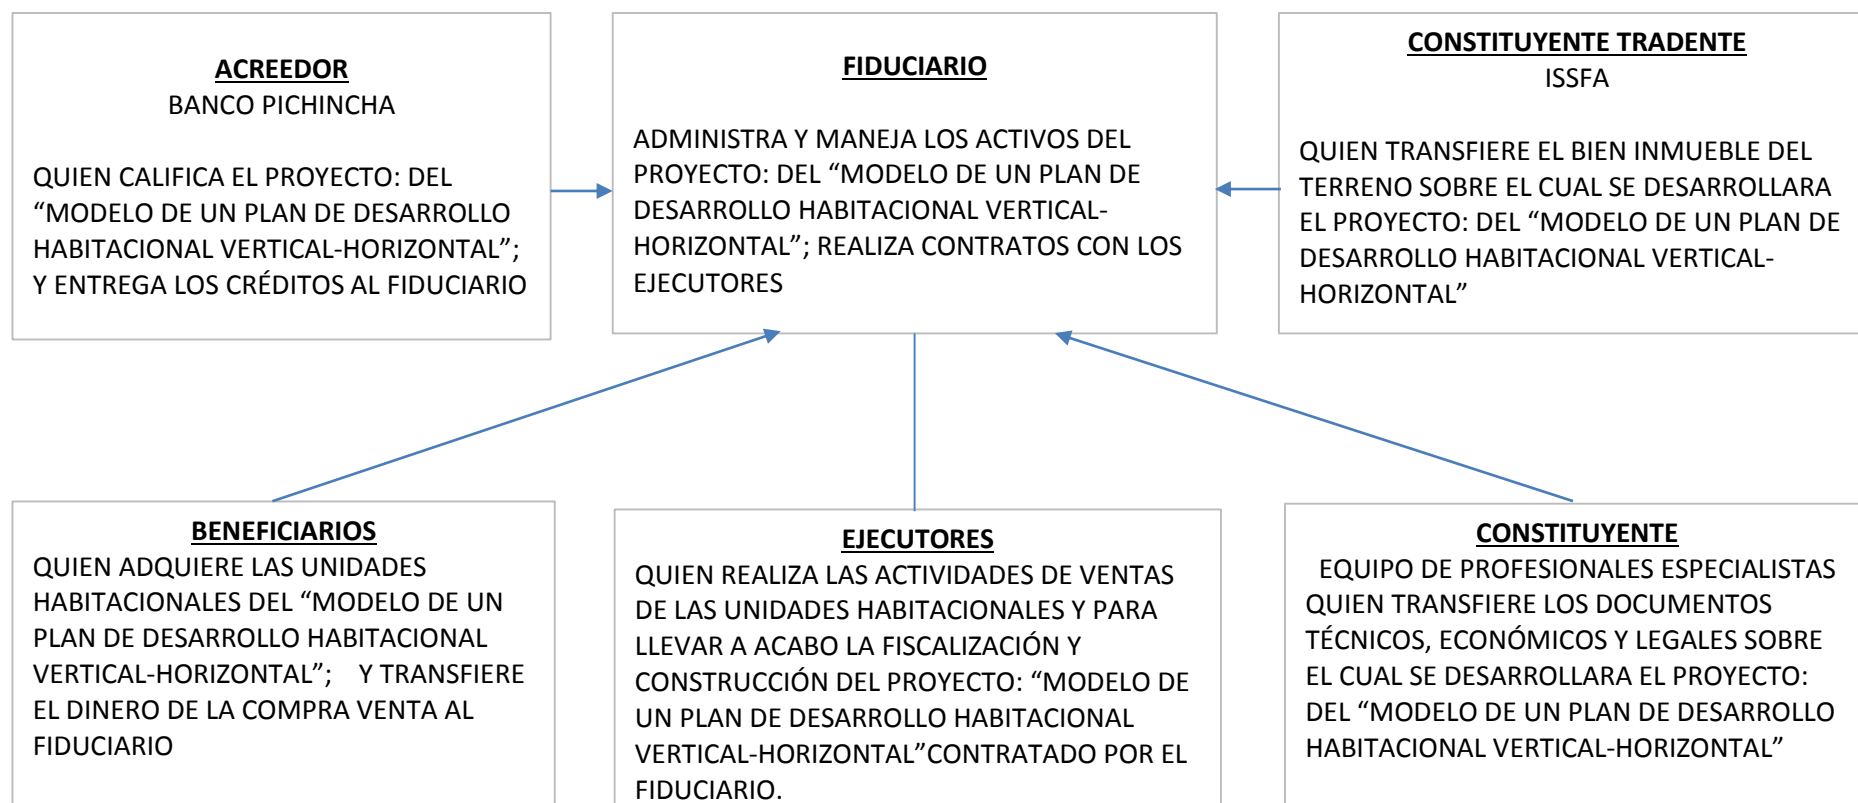 ACREEDOR
BANCO PICHINCHA
QUIEN CALIFICA EL PROYECTO: DEL
“MODELO DE UN PLAN DE DESARROLLO
HABITACIONAL VERTICAL-HORIZONTAL”;
Y ENTREGA LOS CRÉDITOS AL FIDUCIARIO
FIDUCIARIO
ADMINISTRA Y MANEJA LOS ACTIVOS DEL
PROYECTO: DEL “MODELO DE UN PLAN DE
DESARROLLO HABITACIONAL VERTICAL-
HORIZONTAL”; REALIZA CONTRATOS CON LOS
EJECUTORES
CONSTITUYENTE TRADENTE
ISSFA
QUIEN TRANSFIERE EL BIEN INMUEBLE DEL
TERRENO SOBRE EL CUAL SE DESARROLLARA
EL PROYECTO: DEL “MODELO DE UN PLAN DE
DESARROLLO HABITACIONAL VERTICAL-
HORIZONTAL”
BENEFICIARIOS
QUIEN ADQUIERE LAS UNIDADES
HABITACIONALES DEL “MODELO DE UN
PLAN DE DESARROLLO HABITACIONAL
VERTICAL-HORIZONTAL”; Y TRANSFIERE
EL DINERO DE LA COMPRA VENTA AL
FIDUCIARIO
EJECUTORES
QUIEN REALIZA LAS ACTIVIDADES DE VENTAS
DE LAS UNIDADES HABITACIONALES Y PARA
LLEVAR A ACABO LA FISCALIZACIÓN Y
CONSTRUCCIÓN DEL PROYECTO: “MODELO DE
UN PLAN DE DESARROLLO HABITACIONAL
VERTICAL-HORIZONTAL”CONTRATADO POR EL
FIDUCIARIO.
CONSTITUYENTE
EQUIPO DE PROFESIONALES ESPECIALISTAS
QUIEN TRANSFIERE LOS DOCUMENTOS
TÉCNICOS, ECONÓMICOS Y LEGALES SOBRE
EL CUAL SE DESARROLLARA EL PROYECTO:
DEL “MODELO DE UN PLAN DE DESARROLLO
HABITACIONAL VERTICAL-HORIZONTAL”